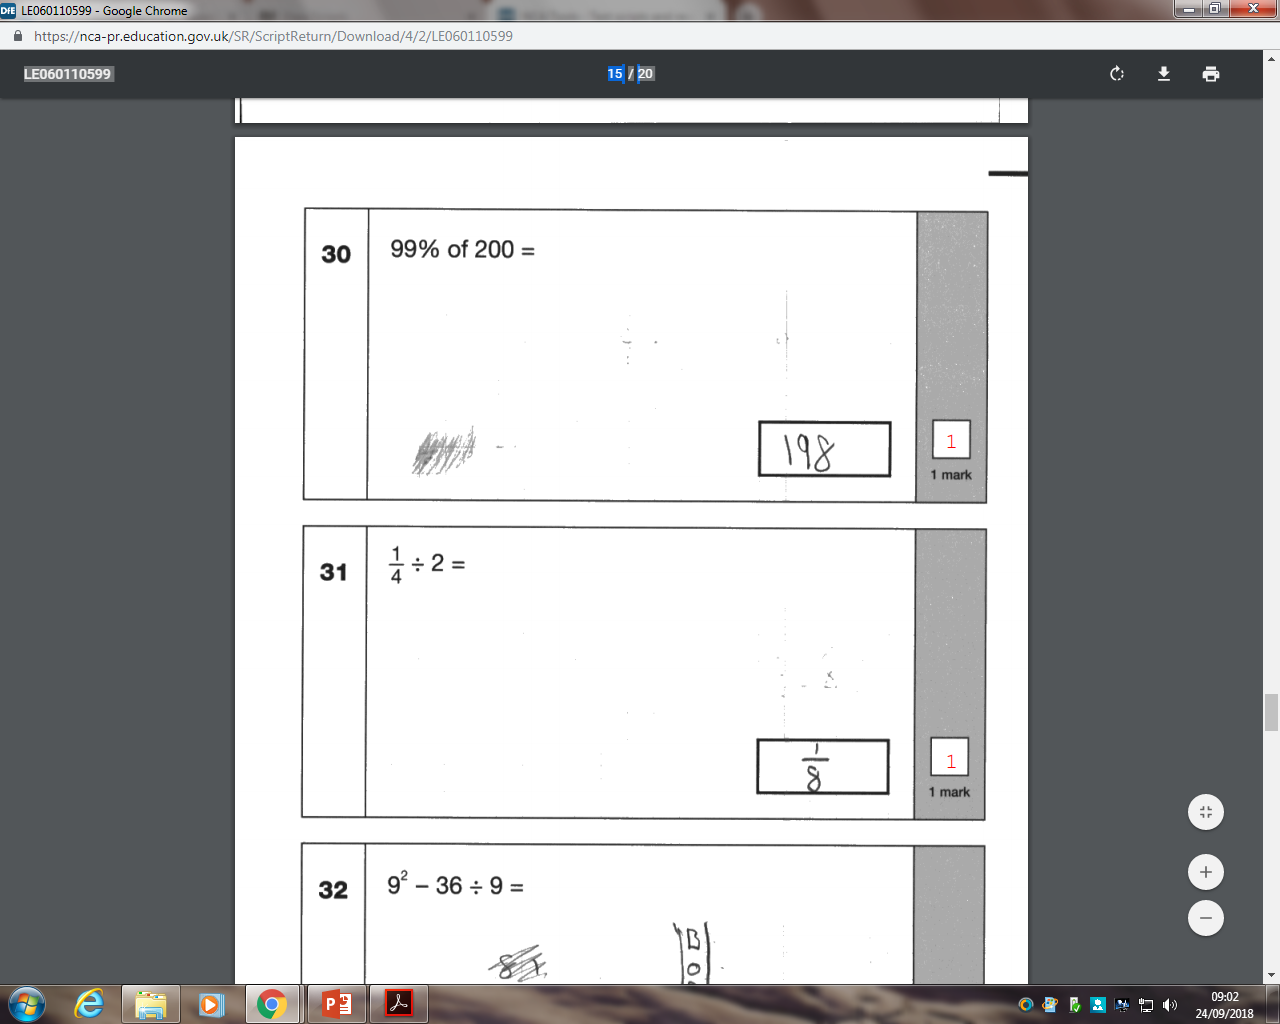 LE060110599 - Google Chrome
https://nca-pr.education.gov.uk/SR/ScriptReturn/Download/4/2/LE060110599
LE060110599
15 / 20
30
99% of 200 =
198
1
1 mark
31
1/4 ÷ 2 =
1/8
1
1 mark
32
9² – 36 ÷ 9 =
81
B
O
09:02
24/09/2018